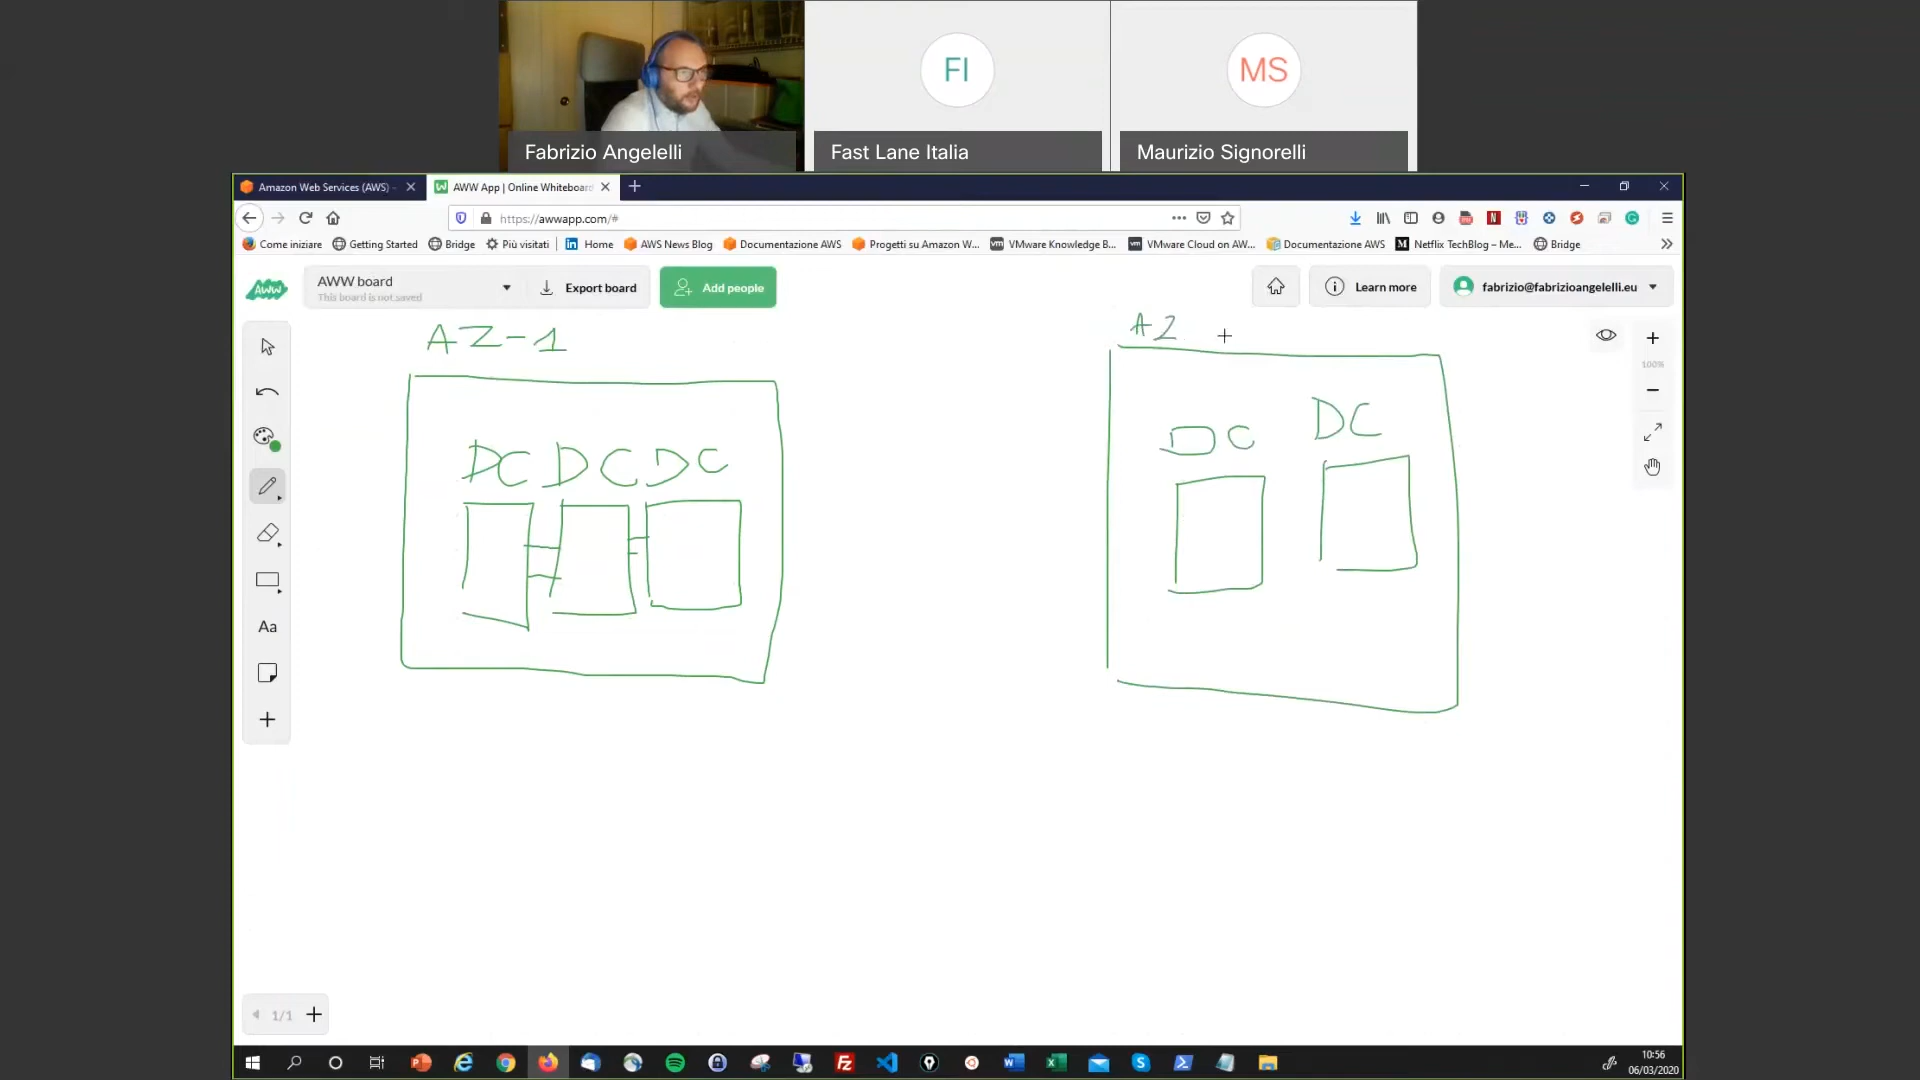 FI
MS
Fabrizio Angelelli
Fast Lane Italia
Maurizio Signorelli
Amazon Web Services (AWS) -
AWW App | Online Whiteboard
https://awwapp.com/#
Come iniziare
Getting Started
Bridge
Più visitati
Home
AWS News Blog
Documentazione AWS
Progetti su Amazon W...
VMware Knowledge B...
VMware Cloud on AW...
Documentazione AWS
Netflix TechBlog – Me...
Bridge
AWW
AWW board
This board is not saved
Export board
Add people
Learn more
fabrizio@fabrizioangelelli.eu
AZ-1
AZ
100%
DC DC DC
DC DC
Aa
1/1
10:56
06/03/2020